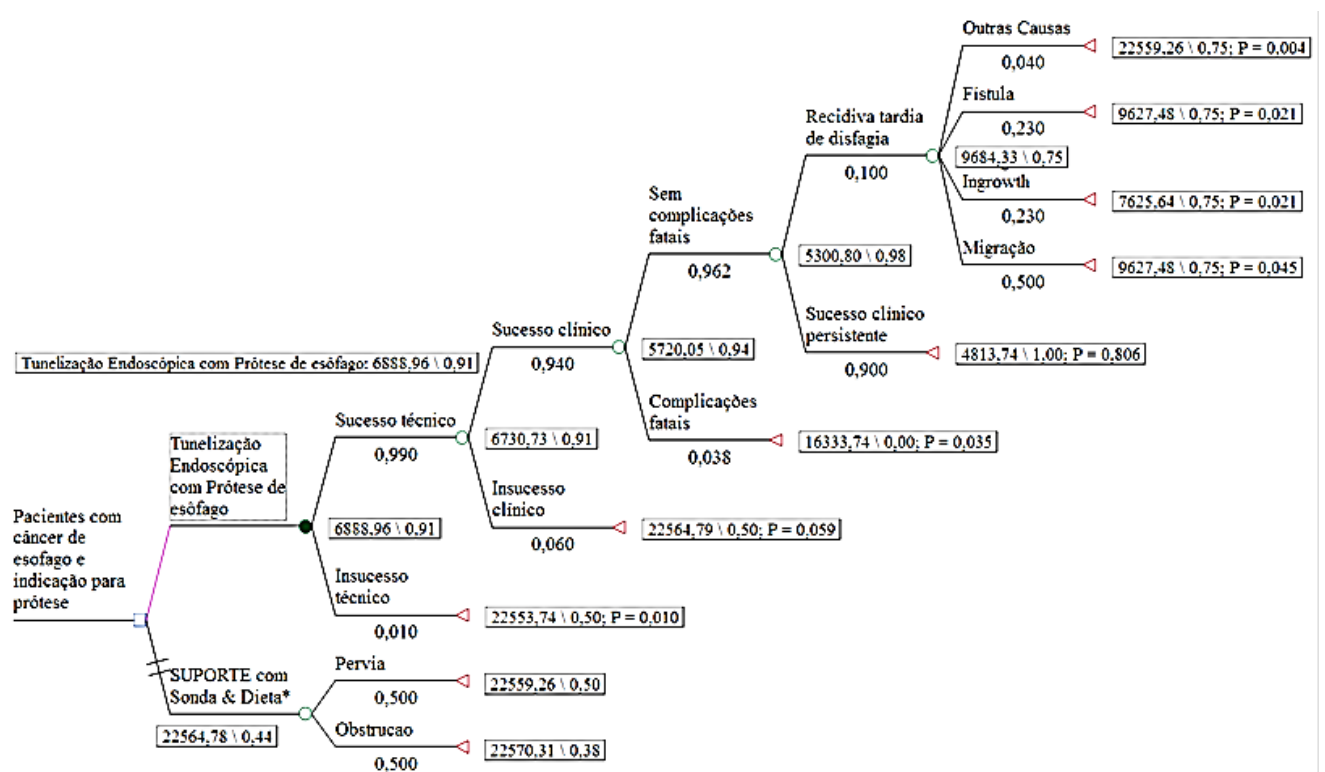 Outras Causas
0,040
22559,26 \ 0,75; P = 0,004
Fistula
0,230
9627,48 \ 0,75; P = 0,021
Recidiva tardia
de disfagia
0,100
9684,33 \ 0,75
Ingrowth
0,230
7625,64 \ 0,75; P = 0,021
Migração
0,500
9627,48 \ 0,75; P = 0,045
Sem
complicações
fatais
0,962
5300,80 \ 0,98
Sucesso clínico
persistente
0,900
4813,74 \ 1,00; P = 0,806
Sucesso clínico
0,940
5720,05 \ 0,94
Complicações
fatais
0,038
16333,74 \ 0,00; P = 0,035
Tunelização Endoscópica com Prótese de esôfago: 6888,96 \ 0,91
Sucesso técnico
0,990
6730,73 \ 0,91
Insucesso
clínico
0,060
22564,79 \ 0,50; P = 0,059
Tunelização
Endoscópica
com Prótese de
esôfago
6888,96 \ 0,91
Insucesso
técnico
0,010
22553,74 \ 0,50; P = 0,010
Pacientes com
câncer de
esofago e
indicação para
prótese
SUPORTE com
Sonda & Dieta*
22564,78 \ 0,44
Pervia
0,500
22559,26 \ 0,50
Obstrucao
0,500
22570,31 \ 0,38